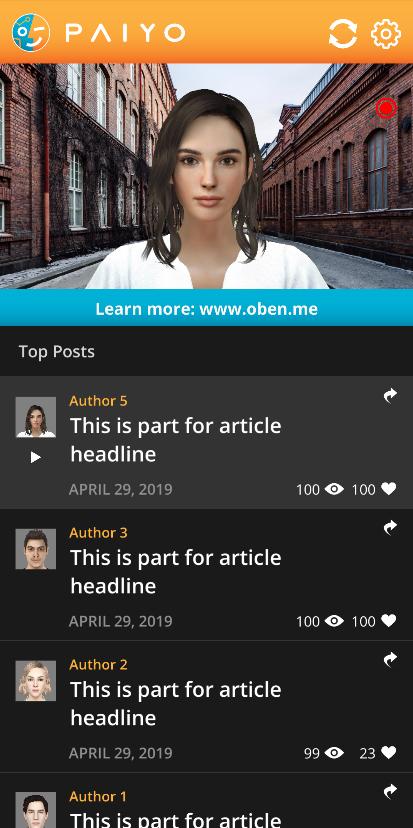 PAIYO
Learn more: www.oben.me
Top Posts
Author 5
This is part for article
headline
APRIL 29, 2019
100 100
Author 3
This is part for article
headline
APRIL 29, 2019
100 100
Author 2
This is part for article
headline
APRIL 29, 2019
99 23
Author 1
This is part for article